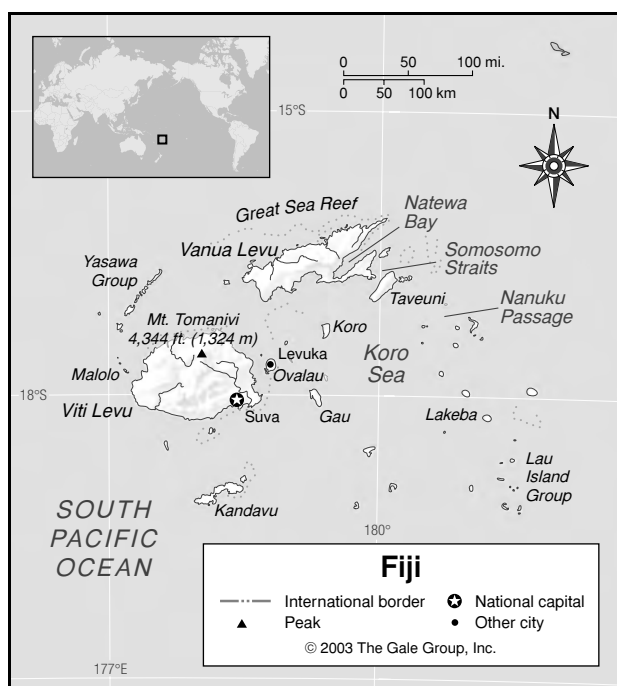 0 50 100 mi.
0 50 100 km
15°S
N
Great Sea Reef
Natewa
Bay
Vanua Levu
Somosomo
Straits
Yasawa
Group
Taveuni
Nanuku
Passage
Mt. Tomanivi
4,344 ft. (1,324 m)
Koro
Levuka
Koro
Sea
Malolo
Ovalau
18°S
Viti Levu
Suva
Gau
Lakeba
Lau
Island
Group
Kandavu
SOUTH
PACIFIC
OCEAN
180°
Fiji
International border
National capital
Peak
Other city
© 2003 The Gale Group, Inc.
177°E